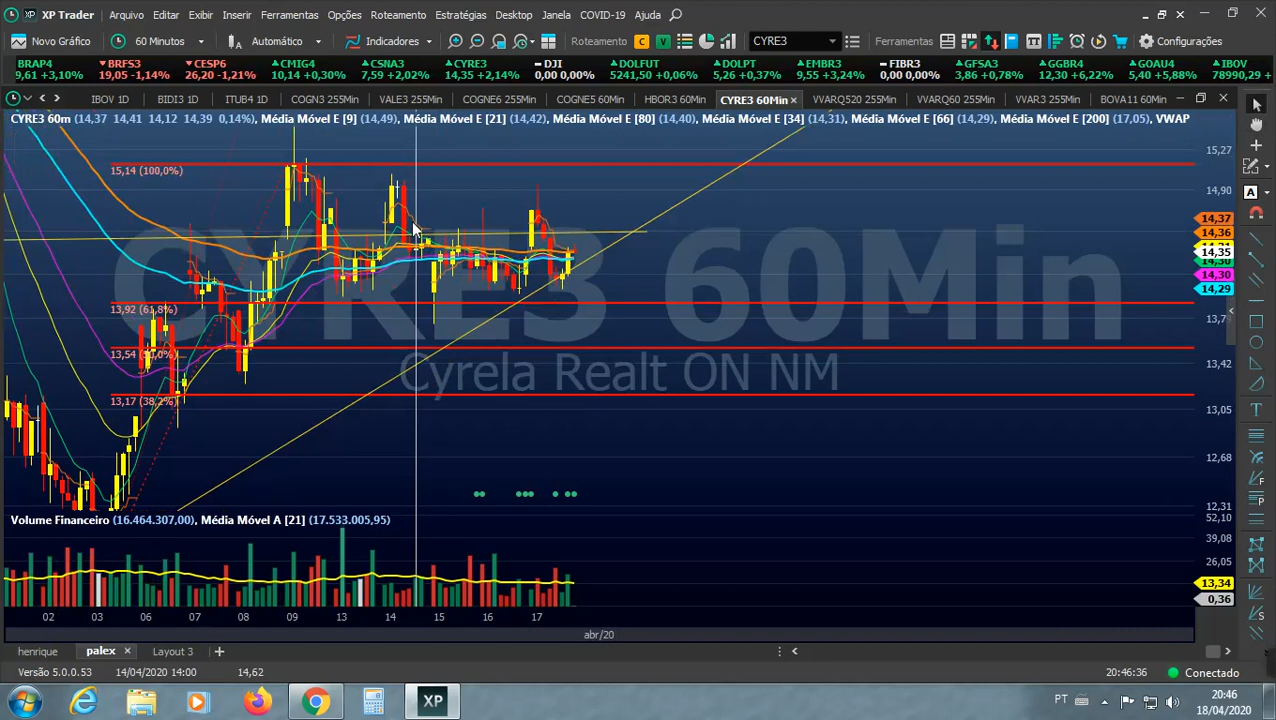 XP Trader Arquivo Editar Exibir Inserir Ferramentas Opções Roteamento Estratégias Desktop Janela COVID-19 Ajuda
Novo Gráfico 60 Minutos Automático Indicadores Roteamento C V CYRE3 Ferramentas Configurações
BRAP4 BRFS3 CESP6 CMIG4 CSNA3 CYRE3 DJI DOLFUT DOLPT EMBR3 FIBR3 GFSA3 GGBR4 GOAU4 IBOV
9,61 +3,10% 19,05 -1,14% 26,20 -1,21% 10,14 +0,30% 7,59 +2,02% 14,35 +2,14% 0,00 0,00% 5241,50 +0,06% 5,26 +0,37% 9,55 +3,24% 0,00 0,00% 3,86 +0,78% 12,30 +6,22% 5,40 +5,88% 78990,29 +
IBOV 1D BIDI3 1D ITUB4 1D COGN3 255Min VALE3 255Min COGNE6 255Min COGNE5 60Min HBOR3 60Min CYRE3 60Min VVARQ520 255Min VVARQ60 255Min VVAR3 255Min BOVA11 60Min
CYRE3 60m (14,37 14,41 14,12 14,39 0,14%), Média Móvel E [9] (14,49), Média Móvel E [21] (14,42), Média Móvel E [80] (14,40), Média Móvel E [34] (14,31), Média Móvel E [66] (14,29), Média Móvel E [200] (17,05), VWAP
15,27
15,14 (100,0%)
14,90
14,37
14,36
14,35
14,30
14,29
CYRE3 60Min
13,92 (61,8%)
13,54
Cyrela Realt ON NM
13,42
13,17 (38,2%)
13,05
12,68
12,31
Volume Financeiro (16.464.307,00), Média Móvel A [21] (17.533.005,95)
52,10
39,08
26,05
13,34
0,36
02 03 06 07 08 09 13 14 15 16 17
abr/20
henrique palex Layout 3
Versão 5.0.0.53 14/04/2020 14:00 14,62 20:46:36 Conectado
XP PT 20:46
18/04/2020